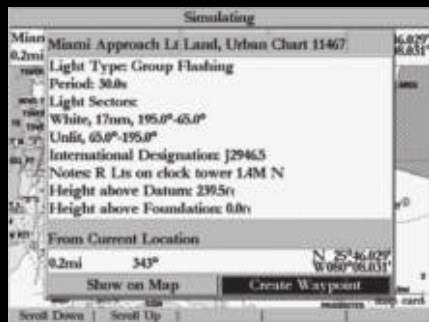 Simulating
Mian
Miami Approach Lt Land, Urban Chart 11467
0.2mi
Light Type: Group Flashing
Period: 30.0s
Light Sectors:
White, 17nm, 195.0°-65.0°
Unlit, 65.0°-195.0°
International Designation: J2946.5
Notes: R Lts on clock tower 1.4M N
Height above Datum: 239.5ft
Height above Foundation: 0.0ft
From Current Location
0.2mi 343° N 25°46.029'
W080°08.031'
Show on Map Create Waypoint
Scroll Down Scroll Up